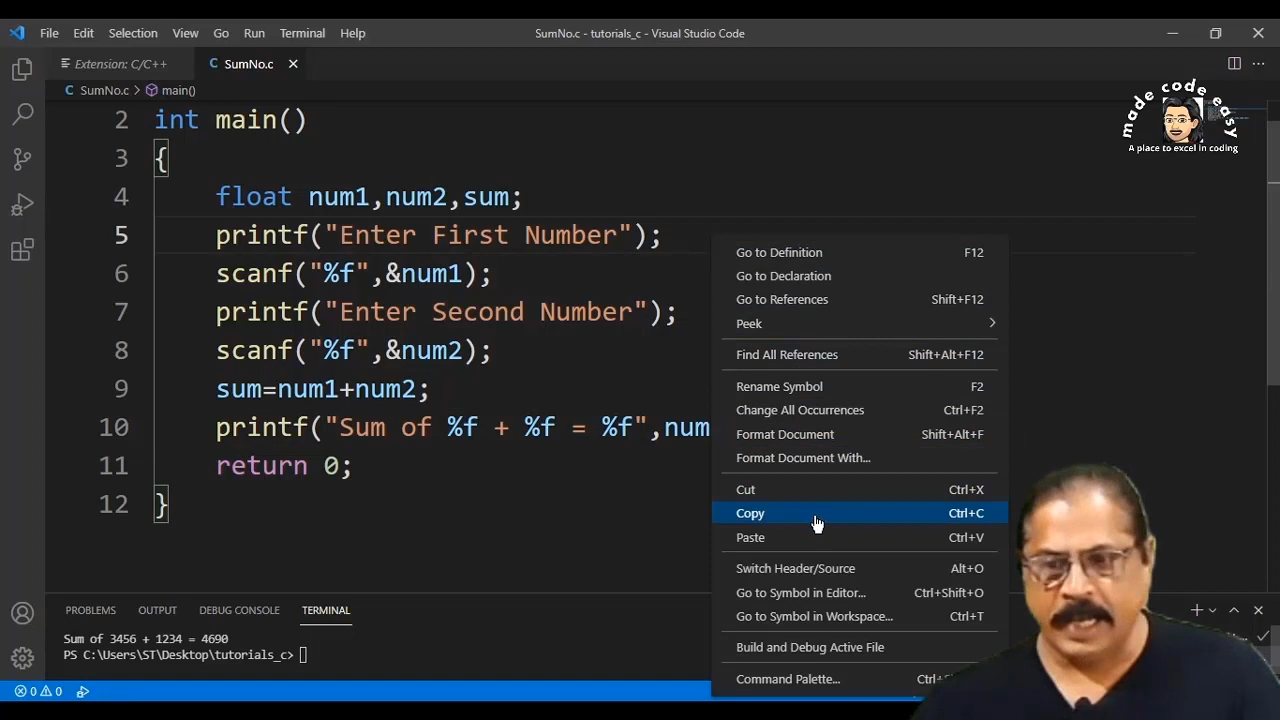 File Edit Selection View Go Run Terminal Help
SumNo.c - tutorials_c - Visual Studio Code
Extension: C/C++
C SumNo.c
C SumNo.c > main()
made code easy
A place to excel in coding
2 int main()
3 {
4 float num1,num2,sum;
5 printf("Enter First Number");
6 scanf("%f",&num1);
7 printf("Enter Second Number");
8 scanf("%f",&num2);
9 sum=num1+num2;
10 printf("Sum of %f + %f = %f",num
11 return 0;
12 }
Go to Definition F12
Go to Declaration
Go to References Shift+F12
Peek
Find All References Shift+Alt+F12
Rename Symbol F2
Change All Occurrences Ctrl+F2
Format Document Shift+Alt+F
Format Document With...
Cut Ctrl+X
Copy Ctrl+C
Paste Ctrl+V
Switch Header/Source Alt+O
Go to Symbol in Editor... Ctrl+Shift+O
Go to Symbol in Workspace... Ctrl+T
Build and Debug Active File
Command Palette...
PROBLEMS OUTPUT DEBUG CONSOLE TERMINAL
Sum of 3456 + 1234 = 4690
PS C:\Users\ST\Desktop\tutorials_c>
0 0